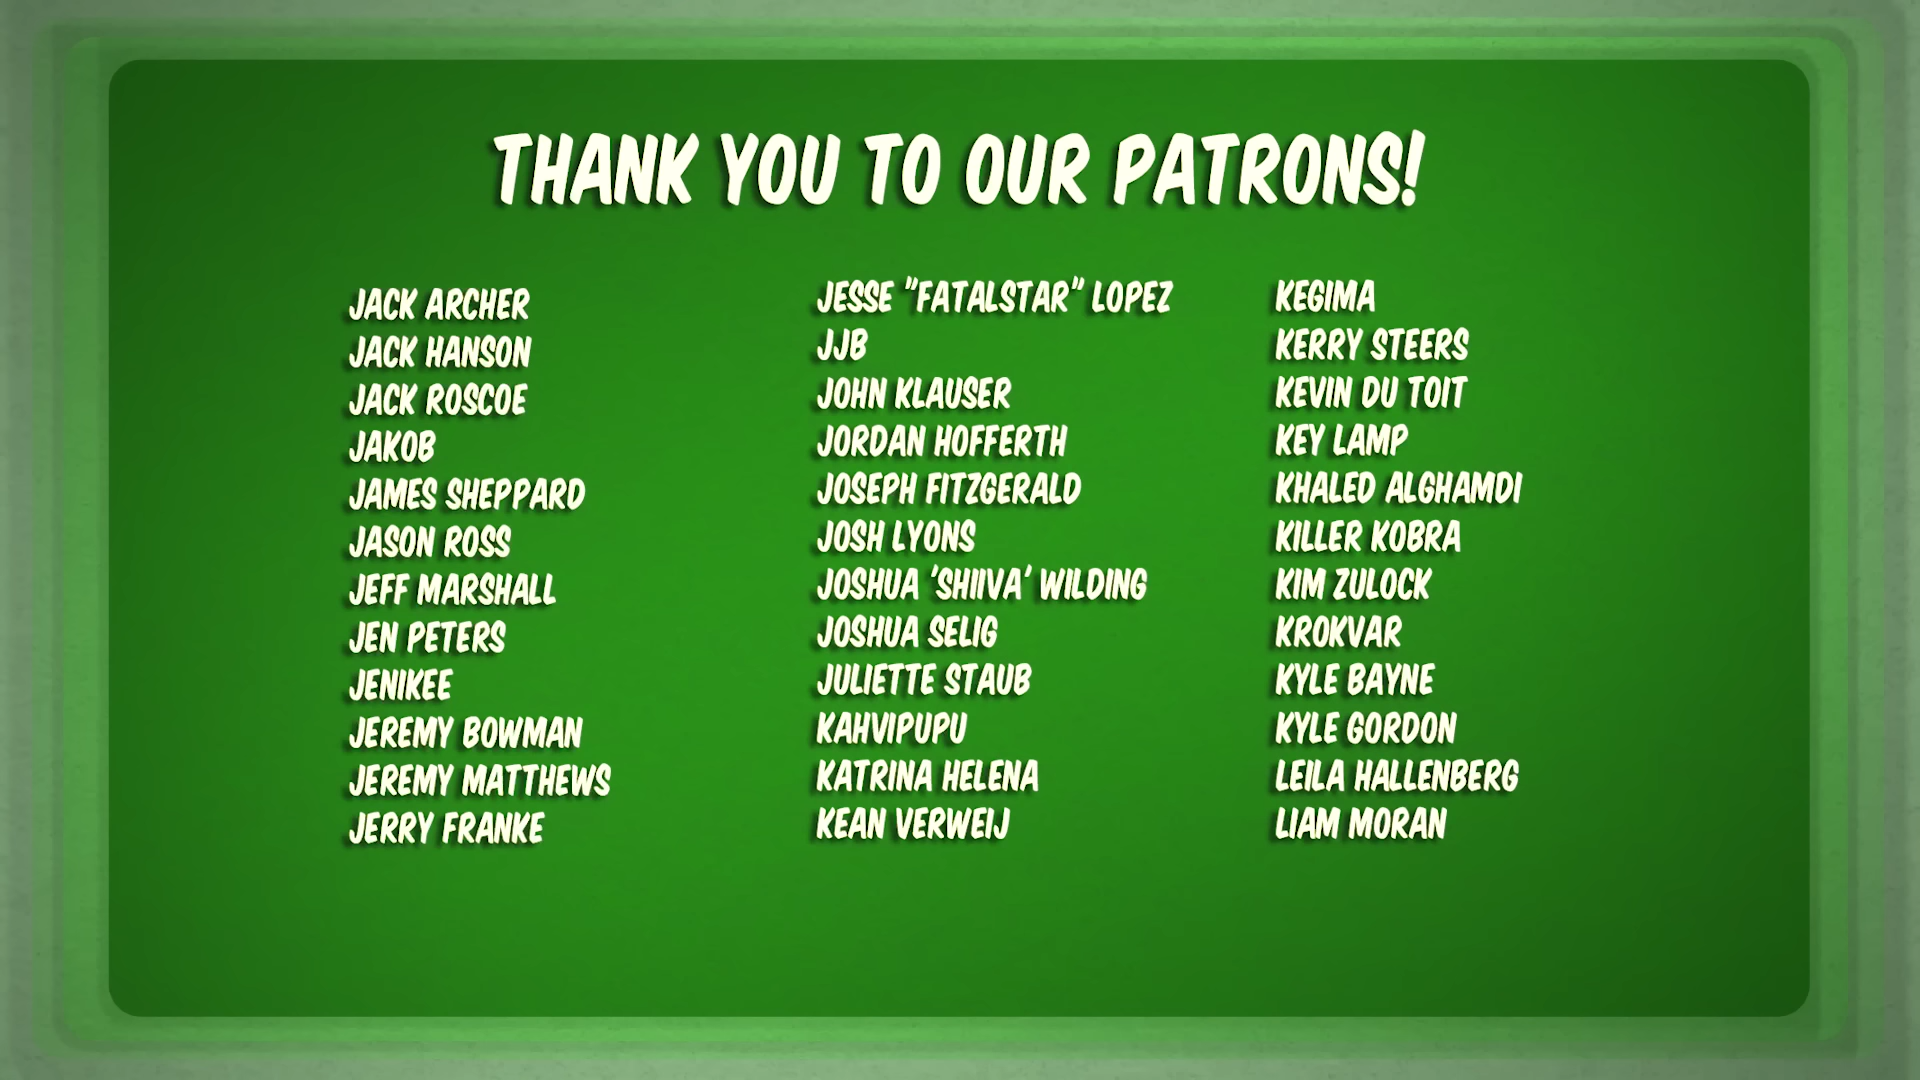 THANK YOU TO OUR PATRONS!
JACK ARCHER
JACK HANSON
JACK ROSCOE
JAKOB
JAMES SHEPPARD
JASON ROSS
JEFF MARSHALL
JEN PETERS
JENIKEE
JEREMY BOWMAN
JEREMY MATTHEWS
JERRY FRANKE
JESSE "FATALSTAR" LOPEZ
JJB
JOHN KLAUSER
JORDAN HOFFERTH
JOSEPH FITZGERALD
JOSH LYONS
JOSHUA 'SHIIVA' WILDING
JOSHUA SELIG
JULIETTE STAUB
KAHVIPUPU
KATRINA HELENA
KEAN VERWEIJ
KEGIMA
KERRY STEERS
KEVIN DU TOIT
KEY LAMP
KHALED ALGHAMDI
KILLER KOBRA
KIM ZULOCK
KROKVAR
KYLE BAYNE
KYLE GORDON
LEILA HALLENBERG
LIAM MORAN